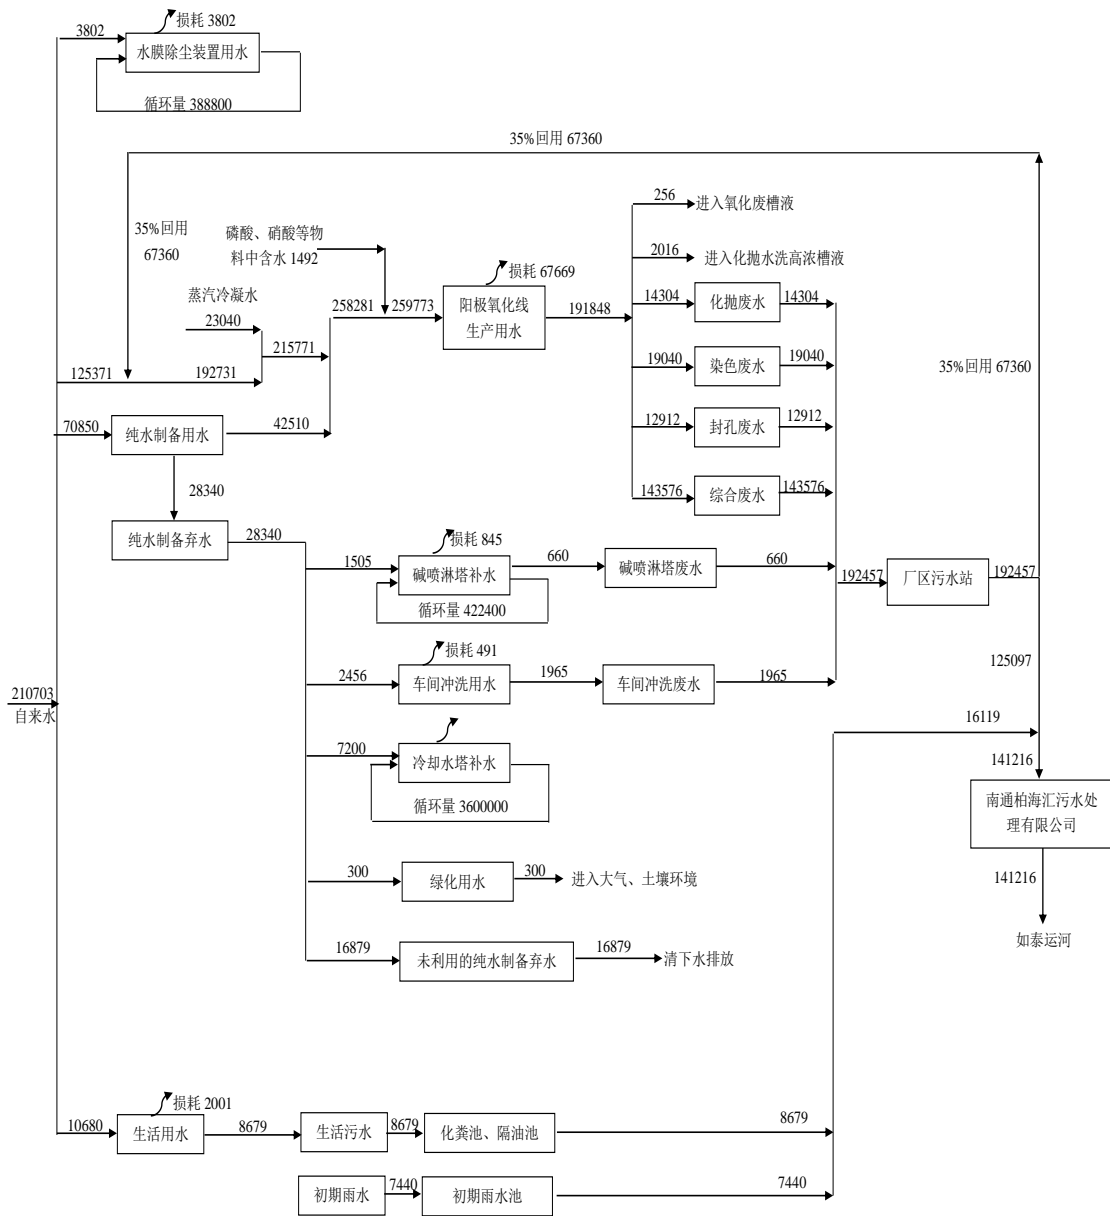 损耗 3802
3802
水膜除尘装置用水
循环量 388800
35%回用 67360
35%回用
67360
磷酸、硝酸等物
料中含水 1492
蒸汽冷凝水
23040
215771
125371
192731
258281
259773
损耗 67669
阳极氧化线
生产用水
191848
256
进入氧化废槽液
2016
进入化抛水洗高浓槽液
14304
化抛废水
14304
19040
染色废水
19040
12912
封孔废水
12912
143576
综合废水
143576
35%回用 67360
70850
纯水制备用水
42510
28340
纯水制备弃水
28340
1505
损耗 845
碱喷淋塔补水
循环量 422400
660
碱喷淋塔废水
660
192457
厂区污水站
192457
2456
损耗 491
车间冲洗用水
1965
车间冲洗废水
1965
125097
210703
自来水
7200
冷却水塔补水
循环量 3600000
16119
141216
南通柏海汇污水处
理有限公司
141216
如泰运河
300
绿化用水
300
进入大气、土壤环境
16879
未利用的纯水制备弃水
16879
清下水排放
10680
损耗 2001
生活用水
8679
生活污水
8679
化粪池、隔油池
8679
初期雨水
7440
初期雨水池
7440